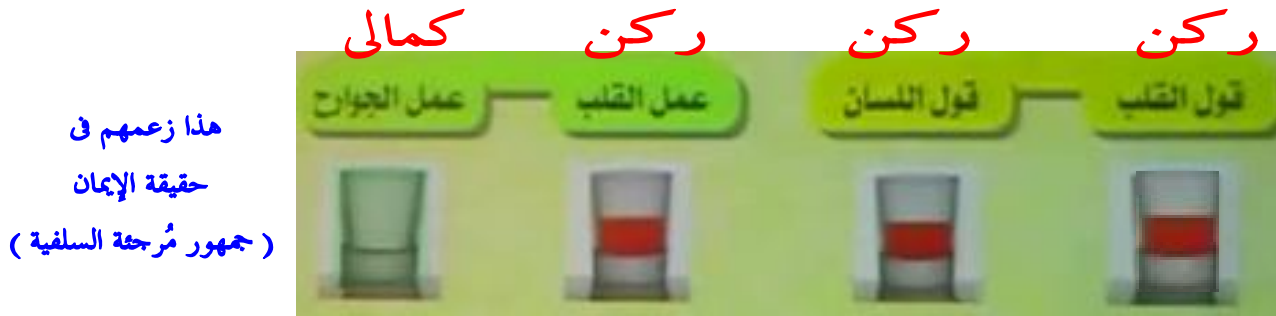 ركن ركن ركن كمالى
قول القلب قول اللسان عمل القلب عمل الجوارح
هذا زعمهم فى
حقيقة الإيمان
( جمهور مُرجئة السلفية )